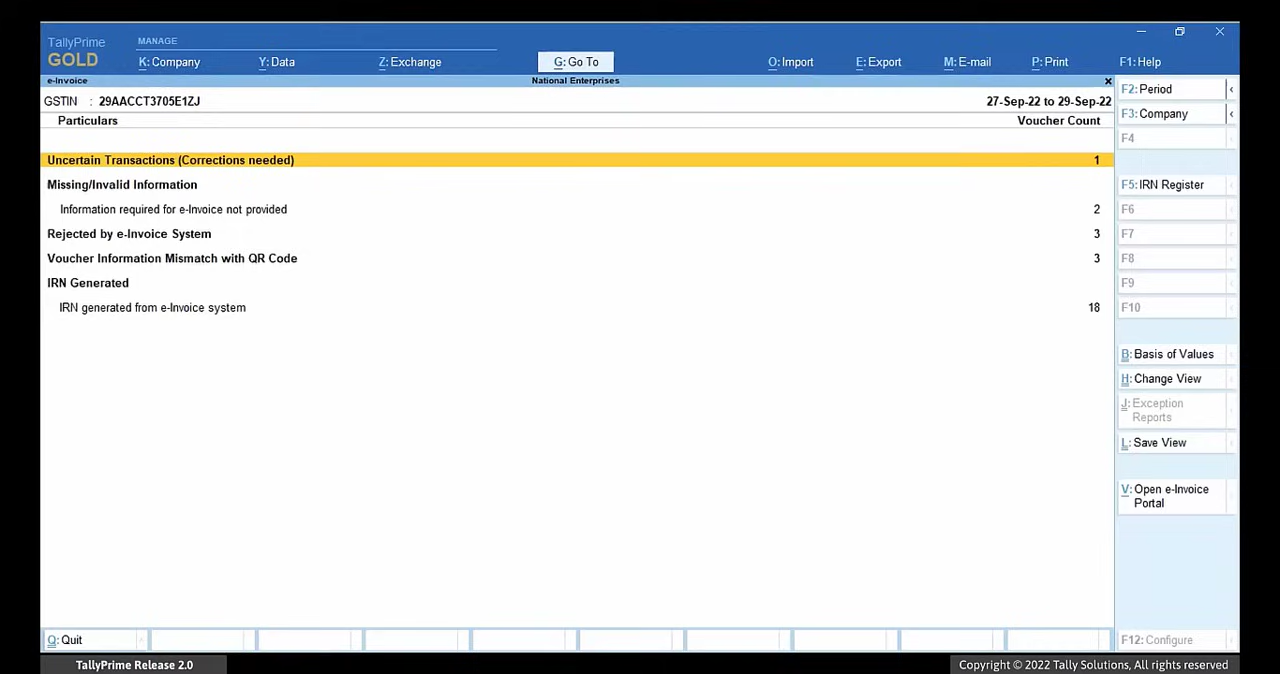 TallyPrime
GOLD
MANAGE
K: Company
Y: Data
Z: Exchange
G: Go To
O: Import
E: Export
M: E-mail
P: Print
F1: Help
e-Invoice
National Enterprises
GSTIN : 29AACCT3705E1ZJ
27-Sep-22 to 29-Sep-22
Particulars
Voucher Count
Uncertain Transactions (Corrections needed) 1
Missing/Invalid Information
Information required for e-Invoice not provided 2
Rejected by e-Invoice System 3
Voucher Information Mismatch with QR Code 3
IRN Generated
IRN generated from e-Invoice system 18
F2: Period
F3: Company
F4
F5: IRN Register
F6
F7
F8
F9
F10
B: Basis of Values
H: Change View
J: Exception
Reports
L: Save View
V: Open e-Invoice
Portal
Q: Quit
F12: Configure
TallyPrime Release 2.0
Copyright © 2022 Tally Solutions, All rights reserved